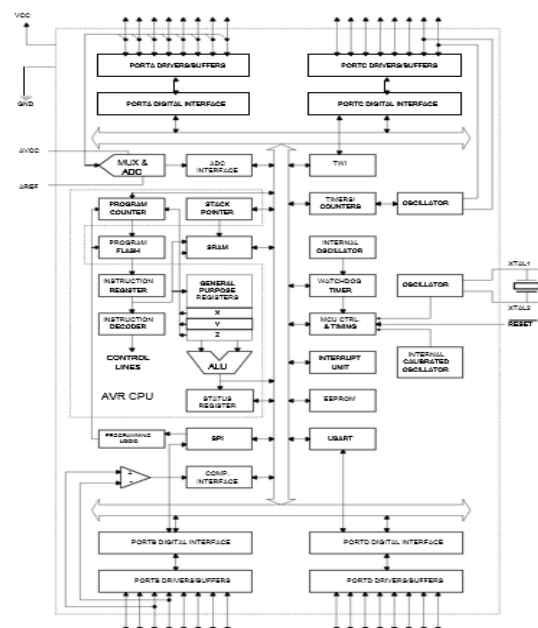 VCC
PORTA DRIVERS/BUFFERS
PORTC DRIVERS/BUFFERS
GND
PORTA DIGITAL INTERFACE
PORTC DIGITAL INTERFACE
AVCC
MUX &
ADC
ADC
INTERFACE
TWI
AREF
PROGRAM
COUNTER
STACK
POINTER
TIMERS/
COUNTERS
OSCILLATOR
PROGRAM
FLASH
SRAM
INTERNAL
OSCILLATOR
XTAL1
INSTRUCTION
REGISTER
GENERAL
PURPOSE
REGISTERS
WATCHDOG
TIMER
OSCILLATOR
X
XTAL2
INSTRUCTION
DECODER
Y
MCU CTRL.
& TIMING
RESET
Z
CONTROL
LINES
ALU
INTERRUPT
UNIT
INTERNAL
CALIBRATED
OSCILLATOR
AVR CPU
STATUS
REGISTER
EEPROM
PROGRAMMING
LOGIC
SPI
USART
+
-
COMP.
INTERFACE
PORTB DIGITAL INTERFACE
PORTD DIGITAL INTERFACE
PORTB DRIVERS/BUFFERS
PORTD DRIVERS/BUFFERS